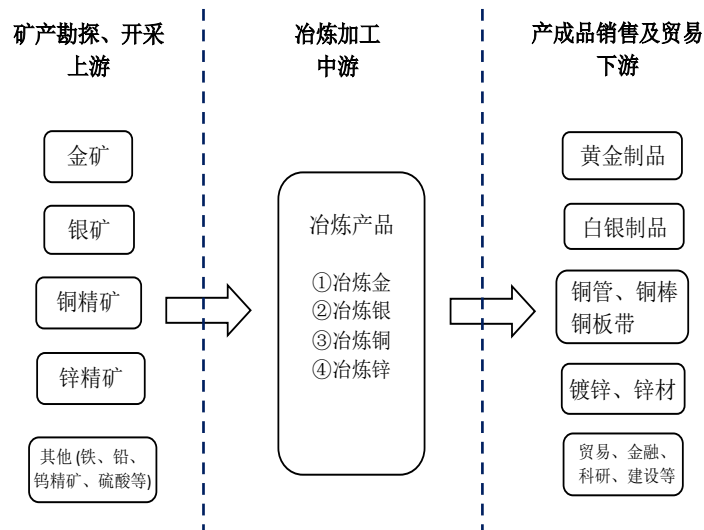 矿产勘探、开采
上游
金矿
银矿
铜精矿
锌精矿
其他 (铁、铅、
钨精矿、硫酸等)
冶炼加工
中游
冶炼产品
①冶炼金
②冶炼银
③冶炼铜
④冶炼锌
产成品销售及贸易
下游
黄金制品
白银制品
铜管、铜棒
铜板带
镀锌、锌材
贸易、金融、
科研、建设等